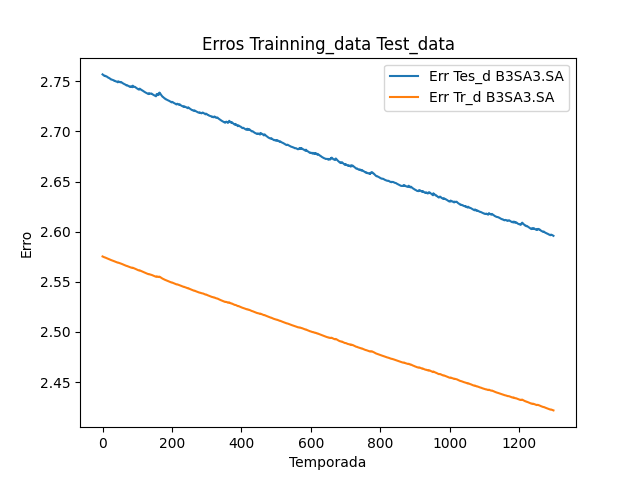 Erros Trainning_data Test_data
Err Tes_d B3SA3.SA
Err Tr_d B3SA3.SA
2.75
2.70
2.65
2.60
2.55
2.50
2.45
Erro
0 200 400 600 800 1000 1200
Temporada